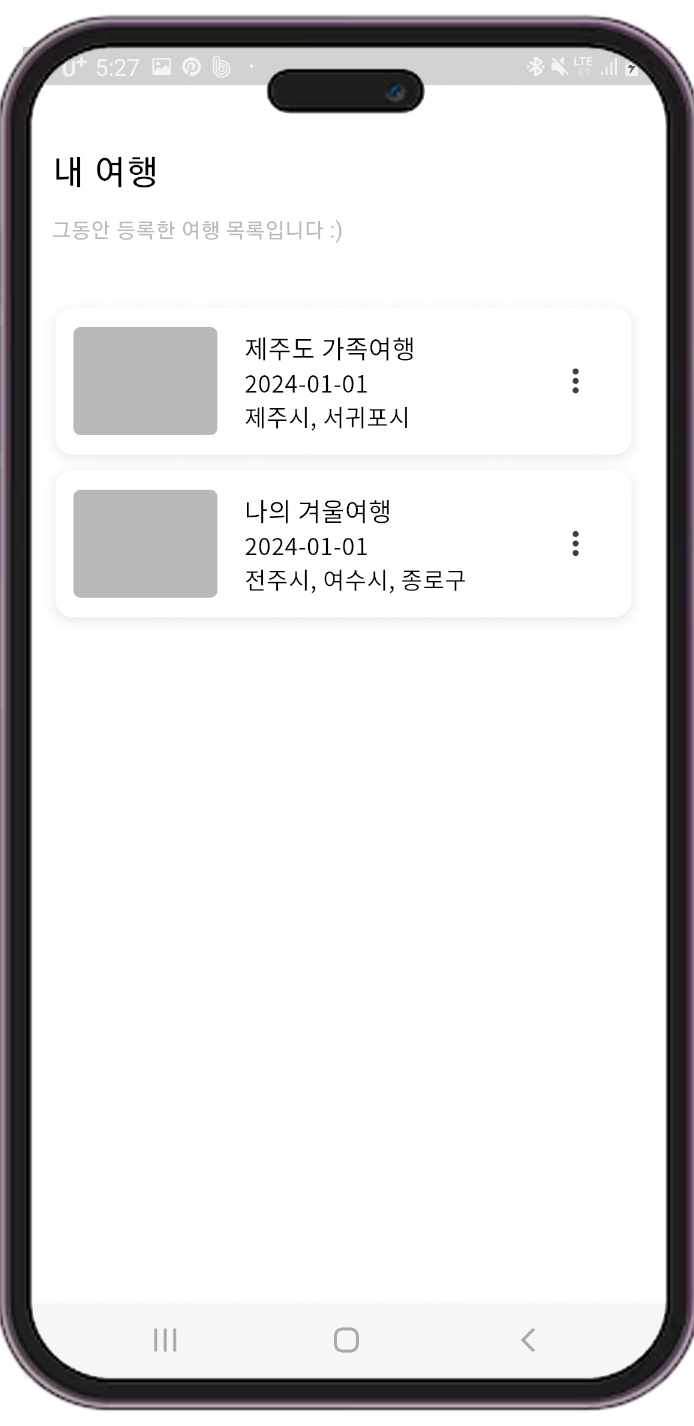 U+ 5:27
LTE
내 여행
그동안 등록한 여행 목록입니다 :)
제주도 가족여행
2024-01-01
제주시, 서귀포시
나의 겨울여행
2024-01-01
전주시, 여수시, 종로구